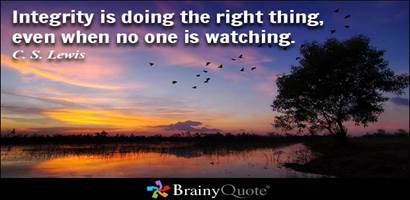 Integrity is doing the right thing,
even when no one is watching.
C. S. Lewis
BrainyQuote®